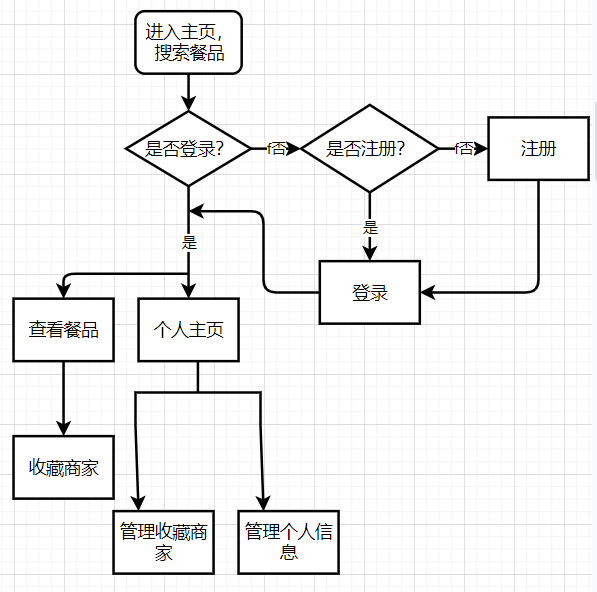 进入主页，
搜索餐品
是否登录？
f否
是否注册？
f否
注册
是
是
登录
查看餐品
个人主页
收藏商家
管理收藏商
家
管理个人信
息